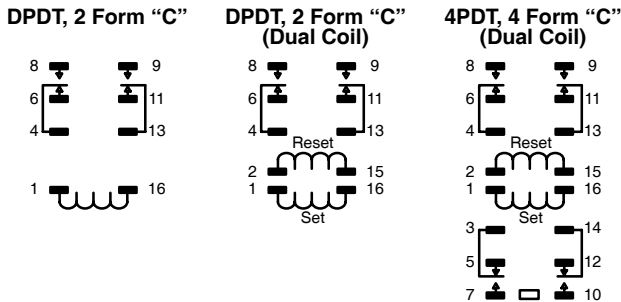 DPDT, 2 Form “C”
8 9
6 11
4 13
1 16
DPDT, 2 Form “C”
(Dual Coil)
8 9
6 11
4 13
Reset
2 15
1 16
Set
4PDT, 4 Form “C”
(Dual Coil)
8 9
6 11
4 13
Reset
2 15
1 16
Set
3 14
5 12
7 10